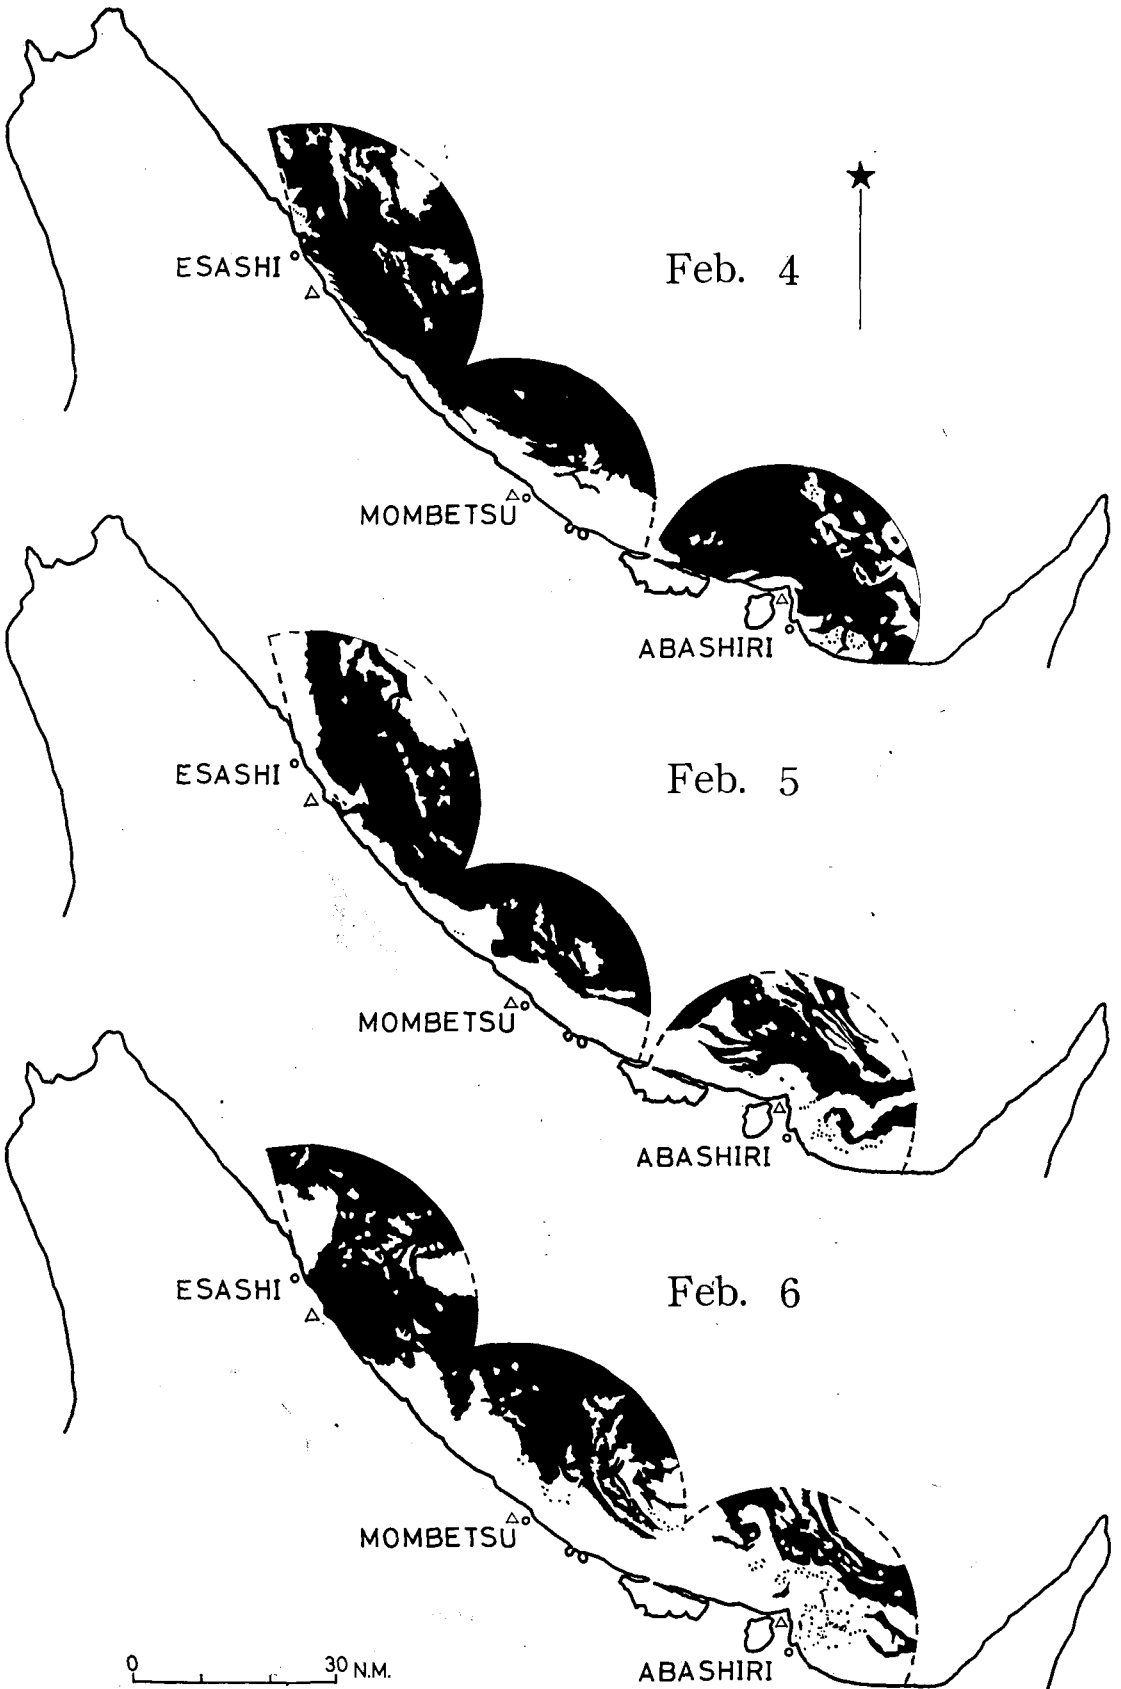 ESASHI
Feb. 4
MOMBETSU
ABASHIRI
ESASHI
Feb. 5
MOMBETSU
ABASHIRI
ESASHI
Feb. 6
MOMBETSU
0 30 N.M.
ABASHIRI